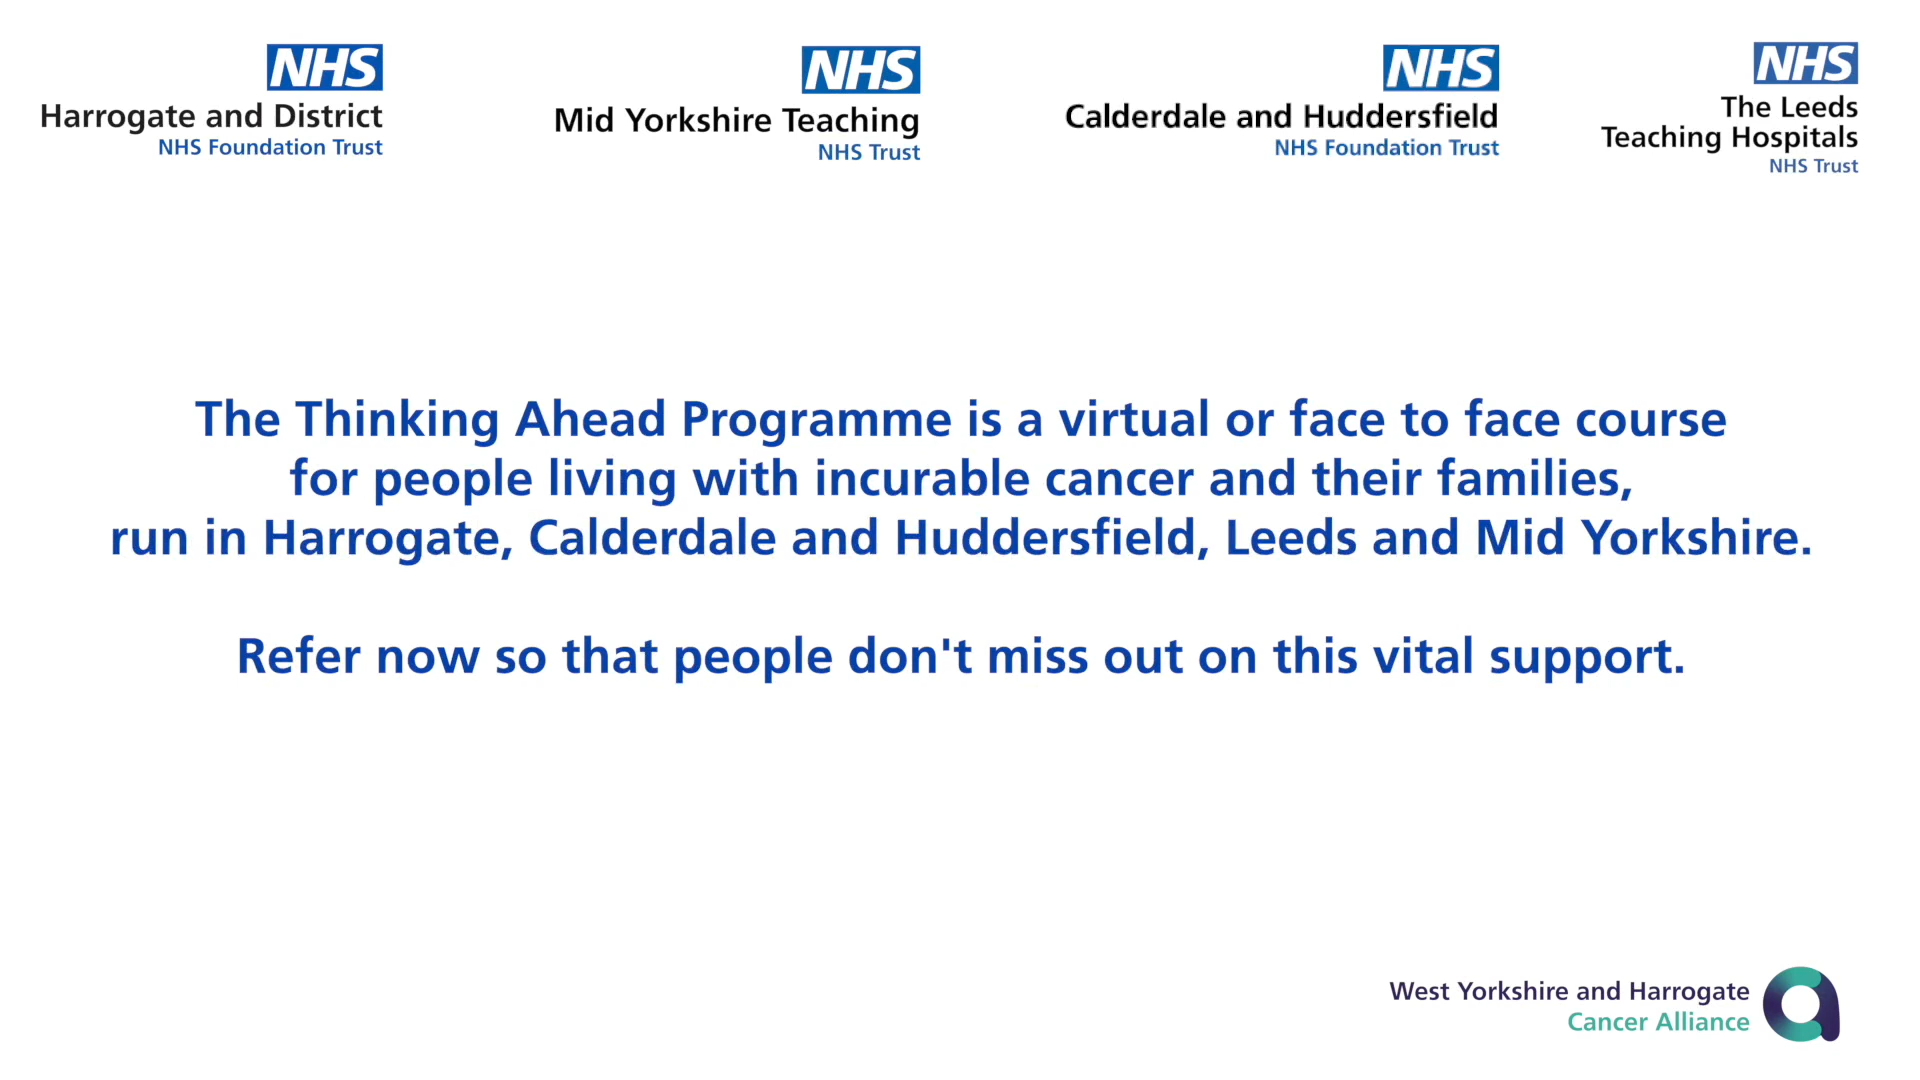 NHS
Harrogate and District
NHS Foundation Trust
NHS
Mid Yorkshire Teaching
NHS Trust
NHS
Calderdale and Huddersfield
NHS Foundation Trust
NHS
The Leeds
Teaching Hospitals
NHS Trust
The Thinking Ahead Programme is a virtual or face to face course
for people living with incurable cancer and their families,
run in Harrogate, Calderdale and Huddersfield, Leeds and Mid Yorkshire.
Refer now so that people don't miss out on this vital support.
West Yorkshire and Harrogate
Cancer Alliance